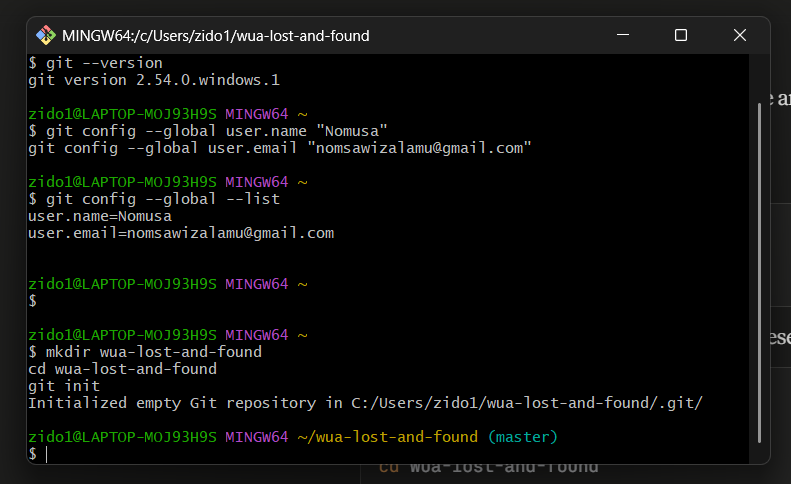 MINGW64:/c/Users/zido1/wua-lost-and-found
$ git --version
git version 2.54.0.windows.1
zido1@LAPTOP-MOJ93H9S MINGW64 ~
$ git config --global user.name "Nomusa"
git config --global user.email "nomsawizalamu@gmail.com"
zido1@LAPTOP-MOJ93H9S MINGW64 ~
$ git config --global --list
user.name=Nomusa
user.email=nomsawizalamu@gmail.com
zido1@LAPTOP-MOJ93H9S MINGW64 ~
$
zido1@LAPTOP-MOJ93H9S MINGW64 ~
$ mkdir wua-lost-and-found
cd wua-lost-and-found
git init
Initialized empty Git repository in C:/Users/zido1/wua-lost-and-found/.git/
zido1@LAPTOP-MOJ93H9S MINGW64 ~/wua-lost-and-found (master)
$
cd wua-lost-and-found